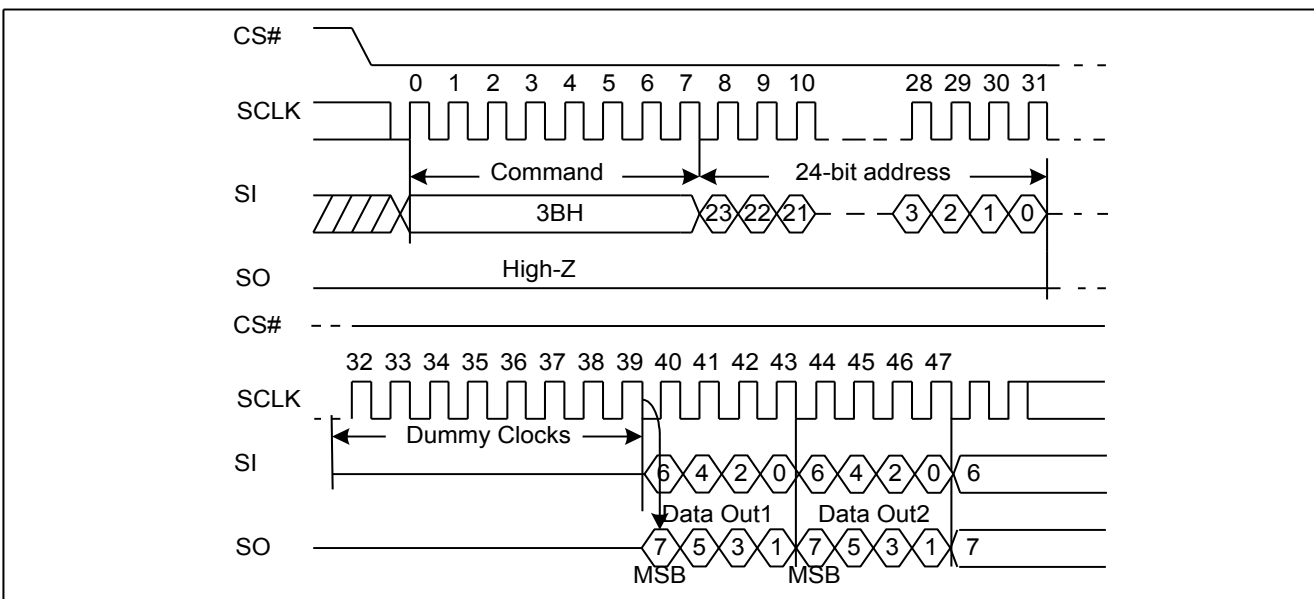 CS#
0 1 2 3 4 5 6 7 8 9 10 28 29 30 31
SCLK
Command 24-bit address
SI
3BH 23 22 21 3 2 1 0
High-Z
SO
CS#
32 33 34 35 36 37 38 39 40 41 42 43 44 45 46 47
SCLK
Dummy Clocks
SI
6 4 2 0 6 4 2 0 6
Data Out1 Data Out2
SO
7 5 3 1 7 5 3 1 7
MSB MSB